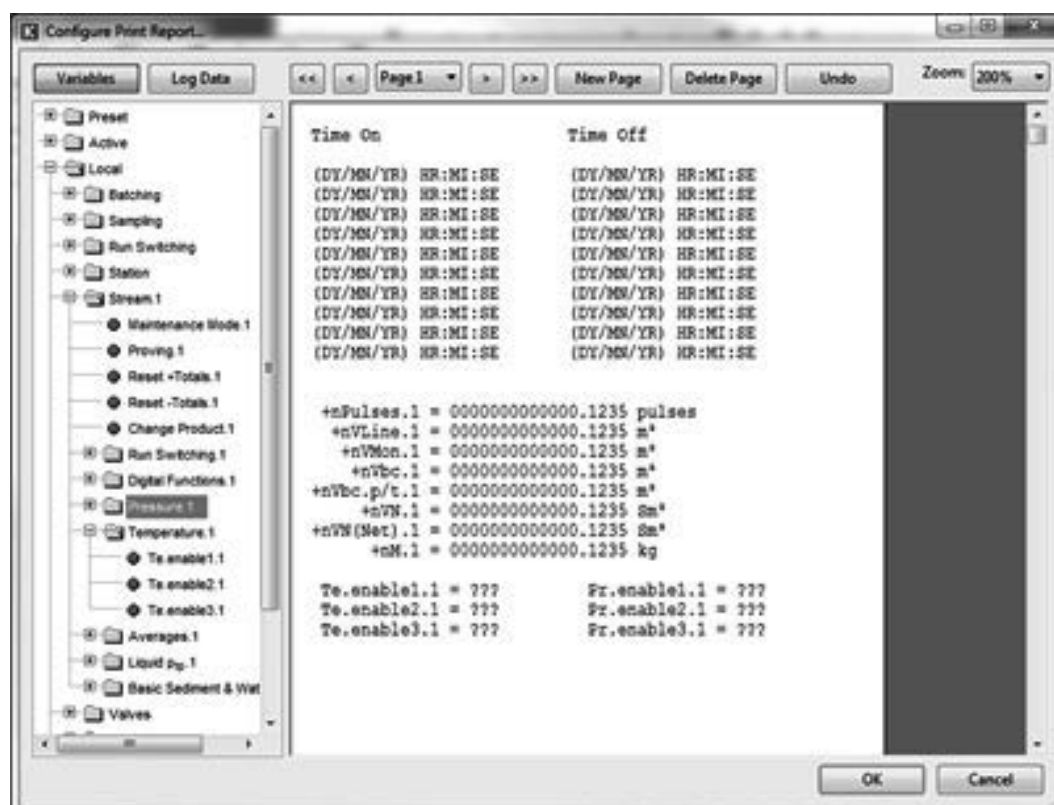 Configure Print Report...
Variables Log Data << < Page 1 > >> New Page Delete Page Undo Zoom: 200%
Preset
Active
Local
Batching
Sampling
Run Switching
Station
Stream.1
Maintenance Mode.1
Proving.1
Reset +Totals.1
Reset -Totals.1
Change Product.1
Run Switching.1
Digital Functions.1
Pressure.1
Temperature.1
Te.enable1.1
Te.enable2.1
Te.enable3.1
Averages.1
Liquid ptp.1
Basic Sediment & Wat
Valves
Time On Time Off
(DY/MN/YR) HR:MI:SE (DY/MN/YR) HR:MI:SE
(DY/MN/YR) HR:MI:SE (DY/MN/YR) HR:MI:SE
(DY/MN/YR) HR:MI:SE (DY/MN/YR) HR:MI:SE
(DY/MN/YR) HR:MI:SE (DY/MN/YR) HR:MI:SE
(DY/MN/YR) HR:MI:SE (DY/MN/YR) HR:MI:SE
(DY/MN/YR) HR:MI:SE (DY/MN/YR) HR:MI:SE
(DY/MN/YR) HR:MI:SE (DY/MN/YR) HR:MI:SE
(DY/MN/YR) HR:MI:SE (DY/MN/YR) HR:MI:SE
(DY/MN/YR) HR:MI:SE (DY/MN/YR) HR:MI:SE
(DY/MN/YR) HR:MI:SE (DY/MN/YR) HR:MI:SE
+nPulses.1 = 0000000000000.1235 pulses
+nVLine.1 = 0000000000000.1235 m³
+nVMon.1 = 0000000000000.1235 m³
+nVbc.1 = 0000000000000.1235 m³
+nVbc.p/t.1 = 0000000000000.1235 m³
+nVN.1 = 0000000000000.1235 Sm³
+nVN(Net).1 = 0000000000000.1235 Sm³
+nM.1 = 0000000000000.1235 kg
Te.enable1.1 = ??? Pr.enable1.1 = ???
Te.enable2.1 = ??? Pr.enable2.1 = ???
Te.enable3.1 = ??? Pr.enable3.1 = ???
OK Cancel